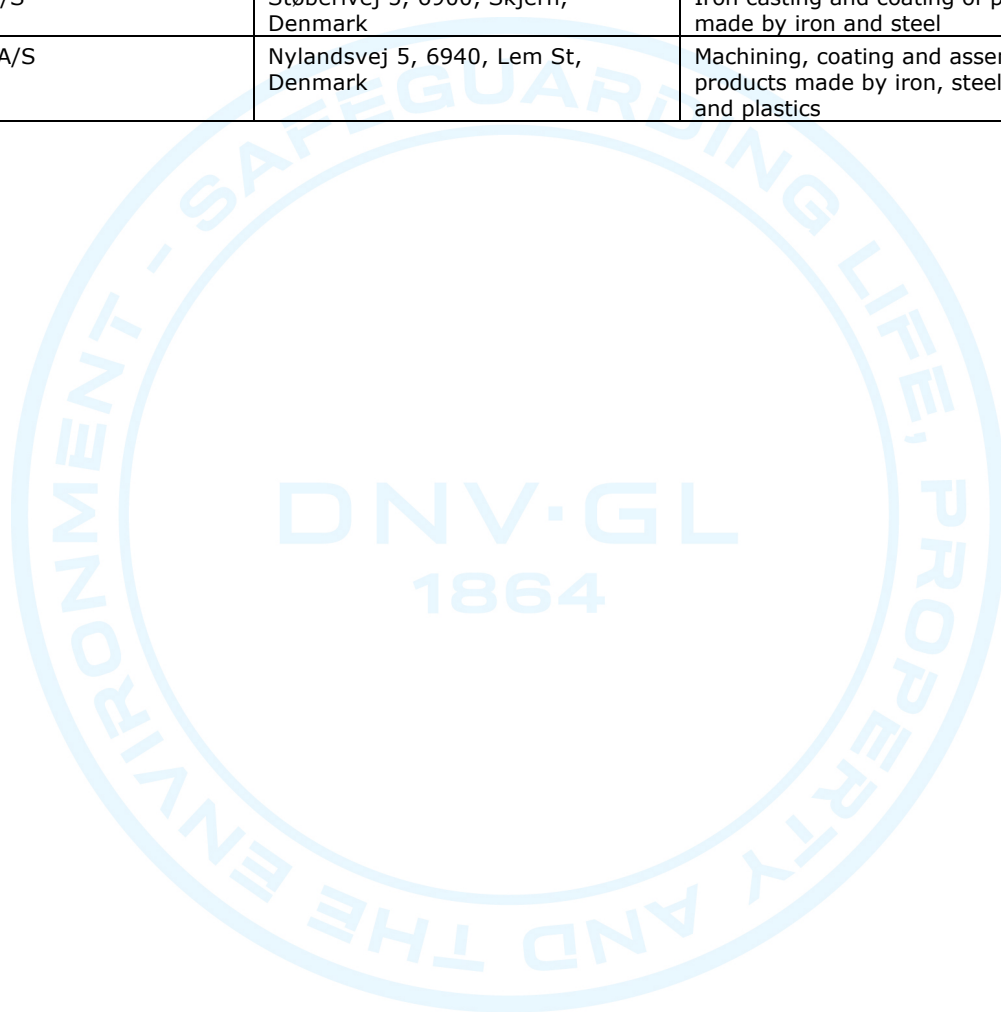 /S
Støberivej 5, 6900, Skjern,
Denmark
Iron casting and coating of p
made by iron and steel
A/S
Nylandsvej 5, 6940, Lem St,
Denmark
Machining, coating and asse
products made by iron, steel
and plastics
SAFEGUARDING LIFE, PROPERTY AND THE ENVIRONMENT -
DNV·GL
1864